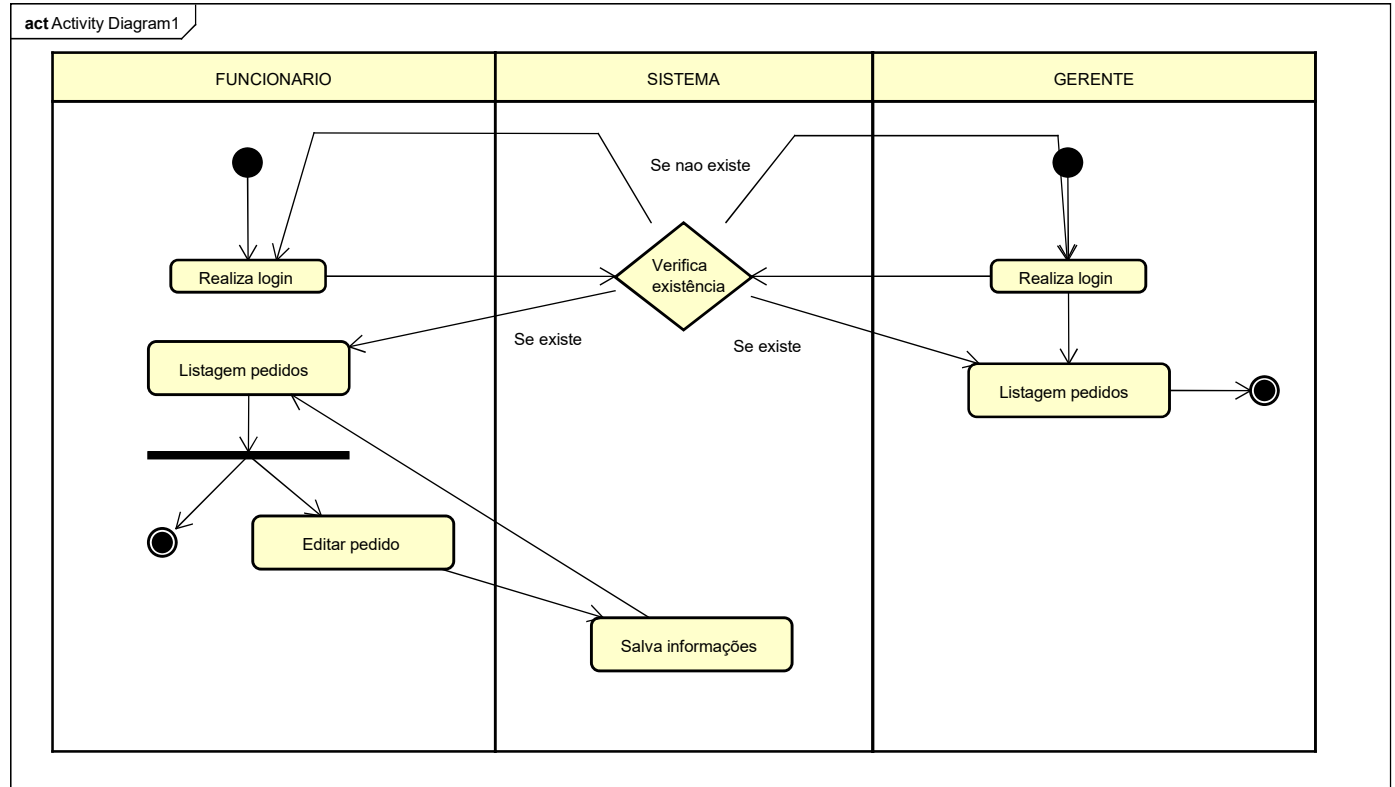 act Activity Diagram1
FUNCIONARIO
SISTEMA
GERENTE
Se nao existe
Realiza login
Verifica
existência
Realiza login
Se existe
Se existe
Listagem pedidos
Listagem pedidos
Editar pedido
Salva informações